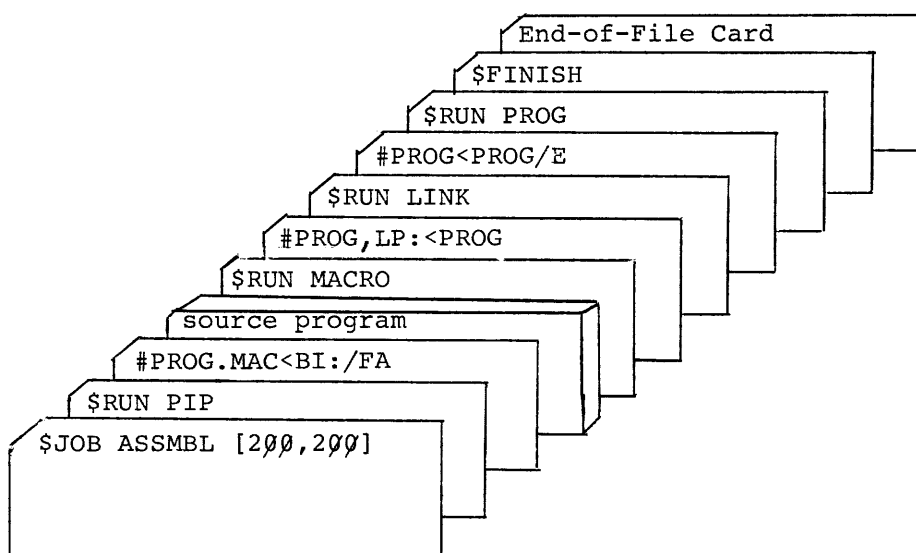 End-of-File Card
$FINISH
$RUN PROG
#PROG<PROG/E
$RUN LINK
#PROG,LP:<PROG
$RUN MACRO
source program
#PROG.MAC<BI:/FA
$RUN PIP
$JOB ASSMBL [200,200]